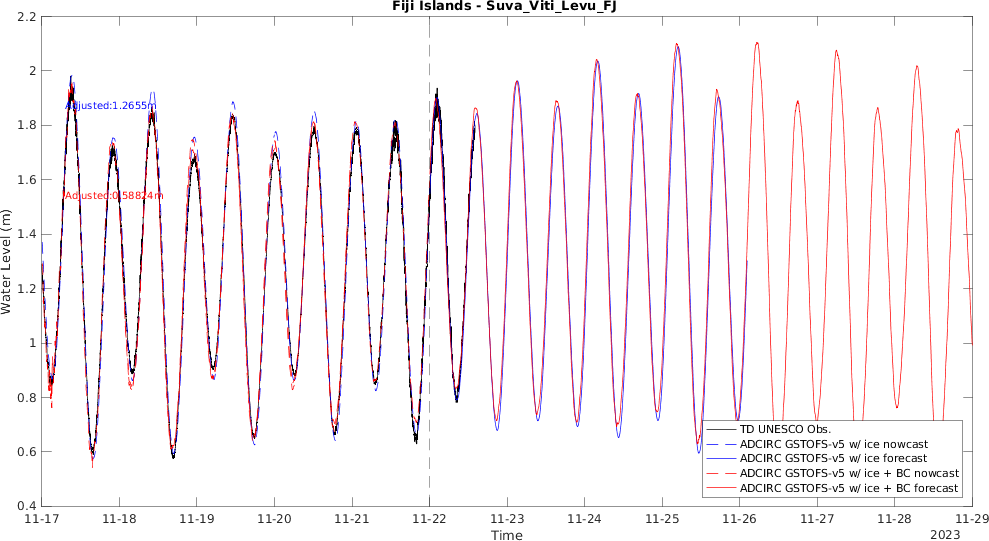 Fiji Islands - Suva_Viti_Levu_FJ
2.2
2
1.8
1.6
1.4
1.2
1
0.8
0.6
0.4
Water Level (m)
Adjusted:1.2655m
Adjusted:0.58824m
TD UNESCO Obs.
ADCIRC GSTOFS-v5 w/ ice nowcast
ADCIRC GSTOFS-v5 w/ ice forecast
ADCIRC GSTOFS-v5 w/ ice + BC nowcast
ADCIRC GSTOFS-v5 w/ ice + BC forecast
11-17 11-18 11-19 11-20 11-21 11-22 11-23 11-24 11-25 11-26 11-27 11-28 11-29
Time
2023